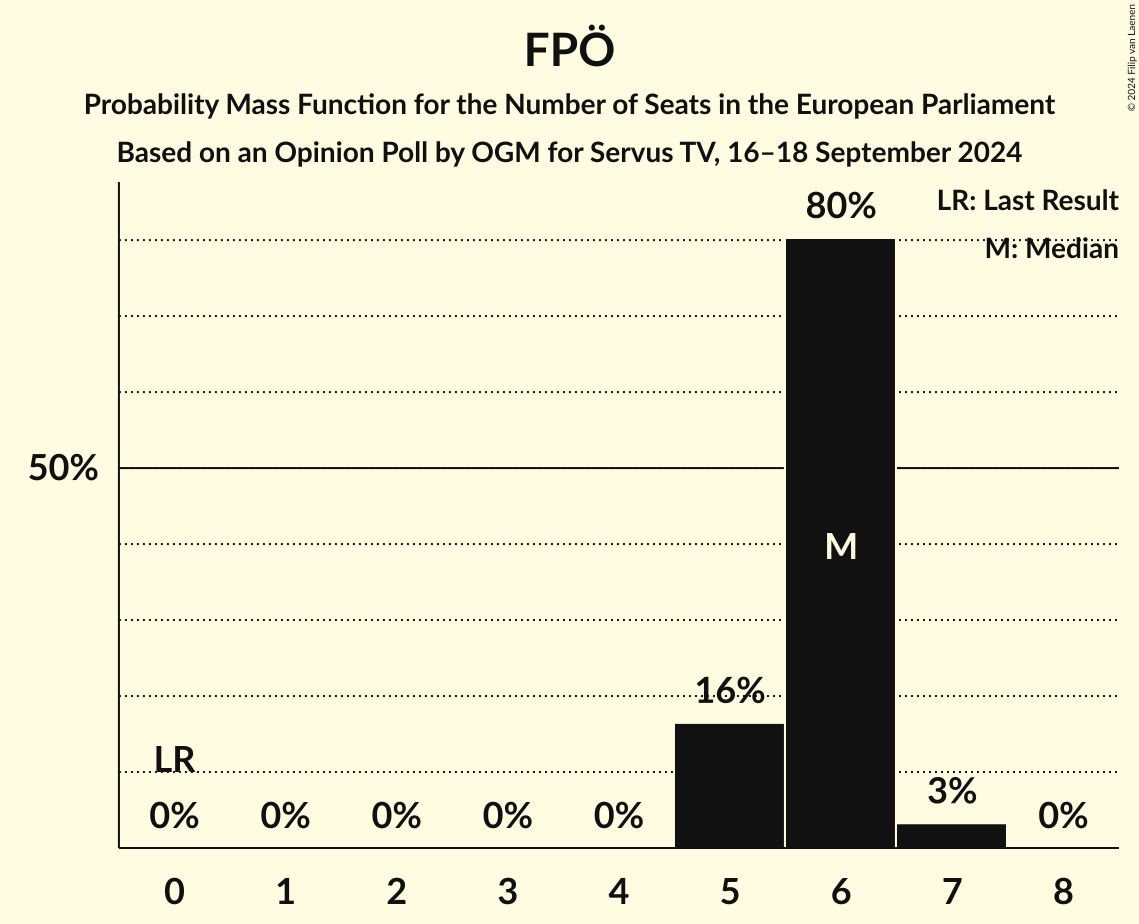 FPÖ
Probability Mass Function for the Number of Seats in the European Parliament
Based on an Opinion Poll by OGM for Servus TV, 16–18 September 2024
© 2024 Filip van Laenen
LR: Last Result
M: Median
80%
50%
M
16%
LR
3%
0% 0% 0% 0% 0% 0%
0 1 2 3 4 5 6 7 8